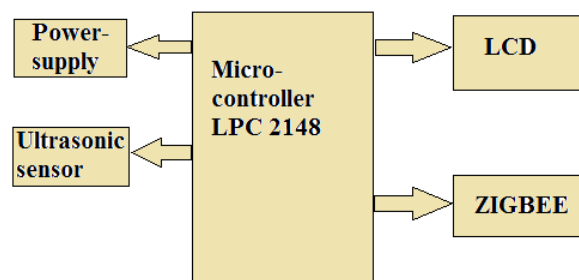 Power-
supply
Ultrasonic
sensor
Micro-
controller
LPC 2148
LCD
ZIGBEE